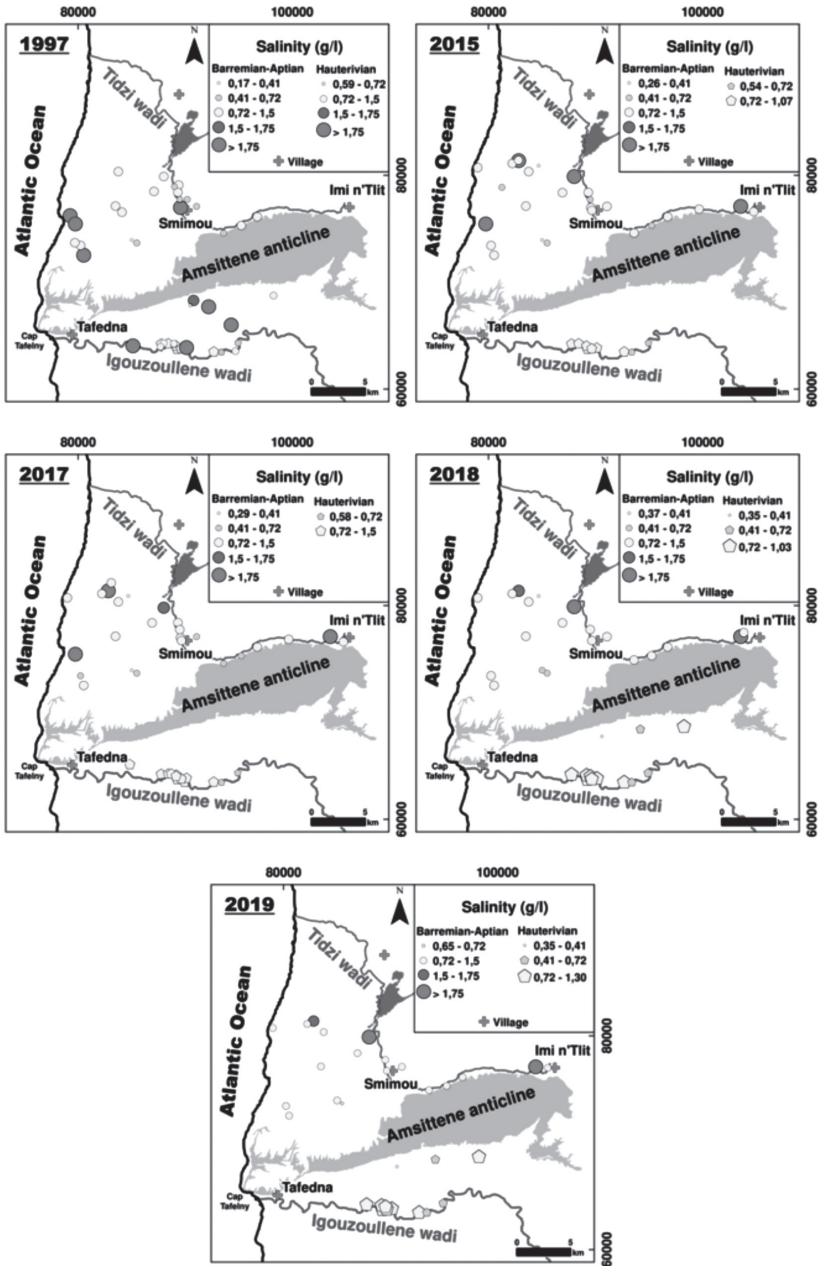 80000 100000
1997
N
Salinity (g/l)
Barremian-Aptian Hauterivian
0,17 - 0,41 0,59 - 0,72
0,41 - 0,72 0,72 - 1,5
0,72 - 1,5 1,5 - 1,75
1,5 - 1,75 > 1,75
> 1,75
Village
Tidzi wadi
Atlantic Ocean
80000
Imi n'Tlit
Smimou
Amsittene anticline
Tafedna
Cap
Tafelny
Igouzoullene wadi
0 5
km
60000
80000 100000
2015
N
Salinity (g/l)
Barremian-Aptian Hauterivian
0,26 - 0,41 0,54 - 0,72
0,41 - 0,72 0,72 - 1,07
0,72 - 1,5
1,5 - 1,75
> 1,75
Village
Tidzi wadi
Atlantic Ocean
80000
Imi n'Tlit
Smimou
Amsittene anticline
Tafedna
Cap
Tafelny
Igouzoullene wadi
0 5
km
60000
80000 100000
2017
N
Salinity (g/l)
Barremian-Aptian Hauterivian
0,29 - 0,41 0,58 - 0,72
0,41 - 0,72 0,72 - 1,5
0,72 - 1,5
1,5 - 1,75
> 1,75
Village
Tidzi wadi
Atlantic Ocean
80000
Imi n'Tlit
Smimou
Amsittene anticline
Tafedna
Cap
Tafelny
Igouzoullene wadi
0 5
km
60000
80000 100000
2018
N
Salinity (g/l)
Barremian-Aptian Hauterivian
0,37 - 0,41 0,35 - 0,41
0,41 - 0,72 0,41 - 0,72
0,72 - 1,5 0,72 - 1,03
1,5 - 1,75
> 1,75
Village
Tidzi wadi
Atlantic Ocean
80000
Imi n'Tlit
Smimou
Amsittene anticline
Tafedna
Cap
Tafelny
Igouzoullene wadi
0 5
km
60000
80000 100000
2019
N
Salinity (g/l)
Barremian-Aptian Hauterivian
0,65 - 0,72 0,35 - 0,41
0,72 - 1,5 0,41 - 0,72
1,5 - 1,75 0,72 - 1,30
> 1,75
Village
Tidzi wadi
Atlantic Ocean
80000
Imi n'Tlit
Smimou
Amsittene anticline
Tafedna
Cap
Tafelny
Igouzoullene wadi
0 5
km
60000